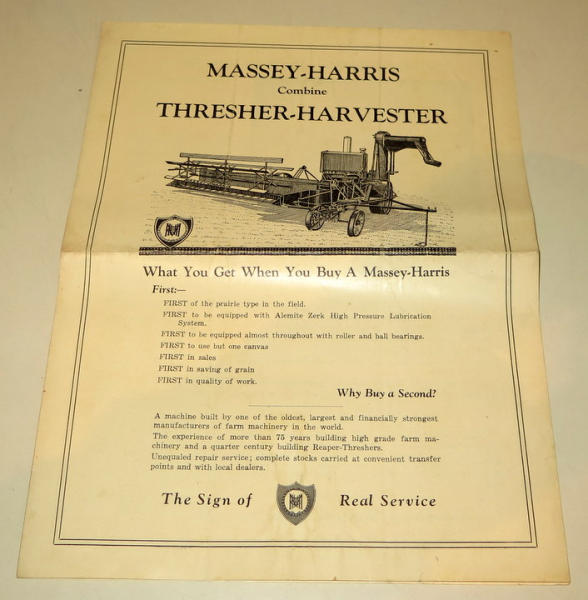 MASSEY-HARRIS
Combine
THRESHER-HARVESTER
MH
What You Get When You Buy A Massey-Harris
First:—
FIRST of the prairie type in the field.
FIRST to be equipped with Alemite Zerk High Pressure Lubrication
System.
FIRST to be equipped almost throughout with roller and ball bearings.
FIRST to use but one canvas
FIRST in sales
FIRST in saving of grain
FIRST in quality of work.
Why Buy a Second?
A machine built by one of the oldest, largest and financially strongest
manufacturers of farm machinery in the world.
The experience of more than 75 years building high grade farm ma-
chinery and a quarter century building Reaper-Threshers.
Unequaled repair service; complete stocks carried at convenient transfer
points and with local dealers.
The Sign of MH Real Service